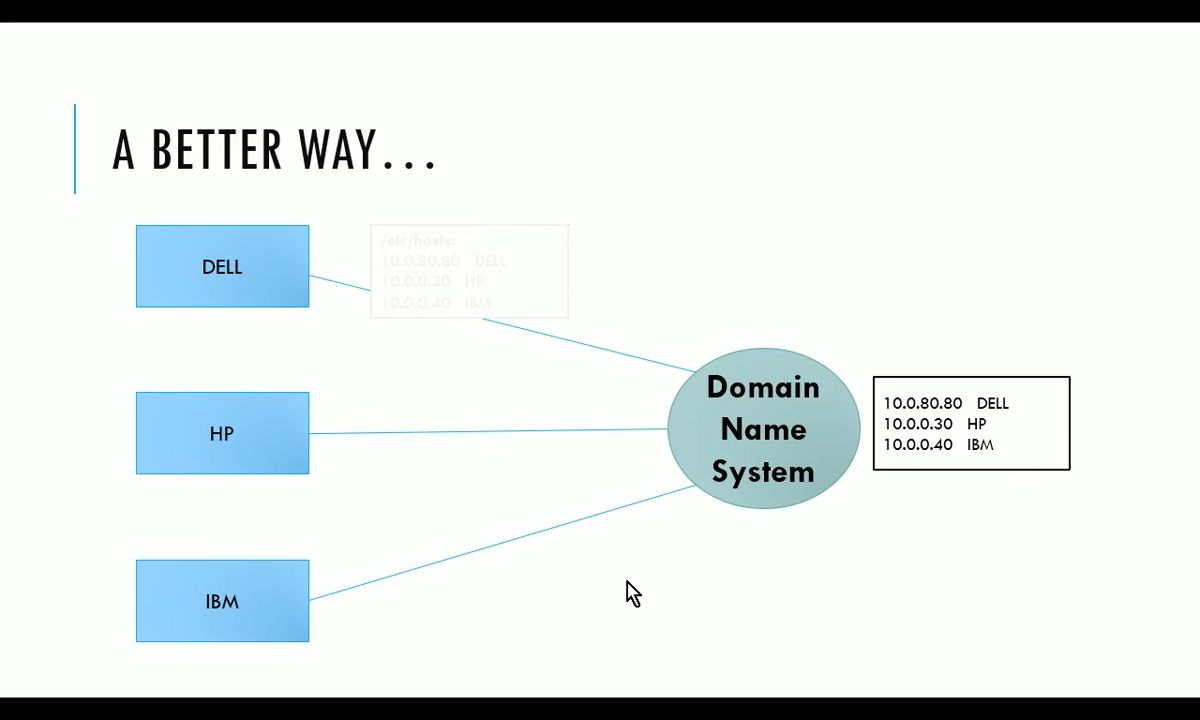 A BETTER WAY...
DELL
/etc/hosts:
10.0.80.80 DELL
10.0.0.30 HP
10.0.0.40 IBM
HP
Domain
Name
System
10.0.80.80 DELL
10.0.0.30 HP
10.0.0.40 IBM
IBM